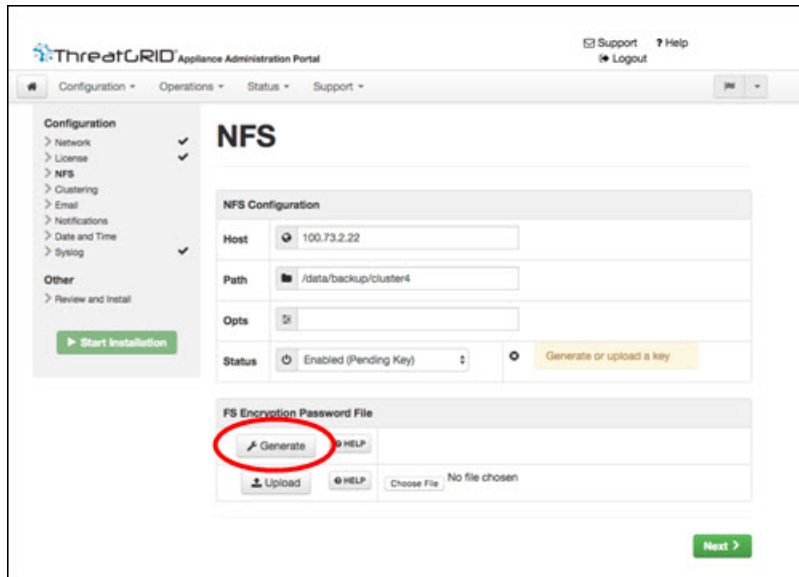 Support ? Help
ThreatGRID Appliance Administration Portal
Logout
Configuration Operations Status Support
Configuration
Network
License
NFS
Clustering
Email
Notifications
Date and Time
Syslog
Other
Review and Install
Start Installation
NFS
NFS Configuration
Host 100.73.2.22
Path /data/backup/cluster4
Opts
Status Enabled (Pending Key) Generate or upload a key
FS Encryption Password File
Generate HELP
Upload HELP Choose File No file chosen
Next